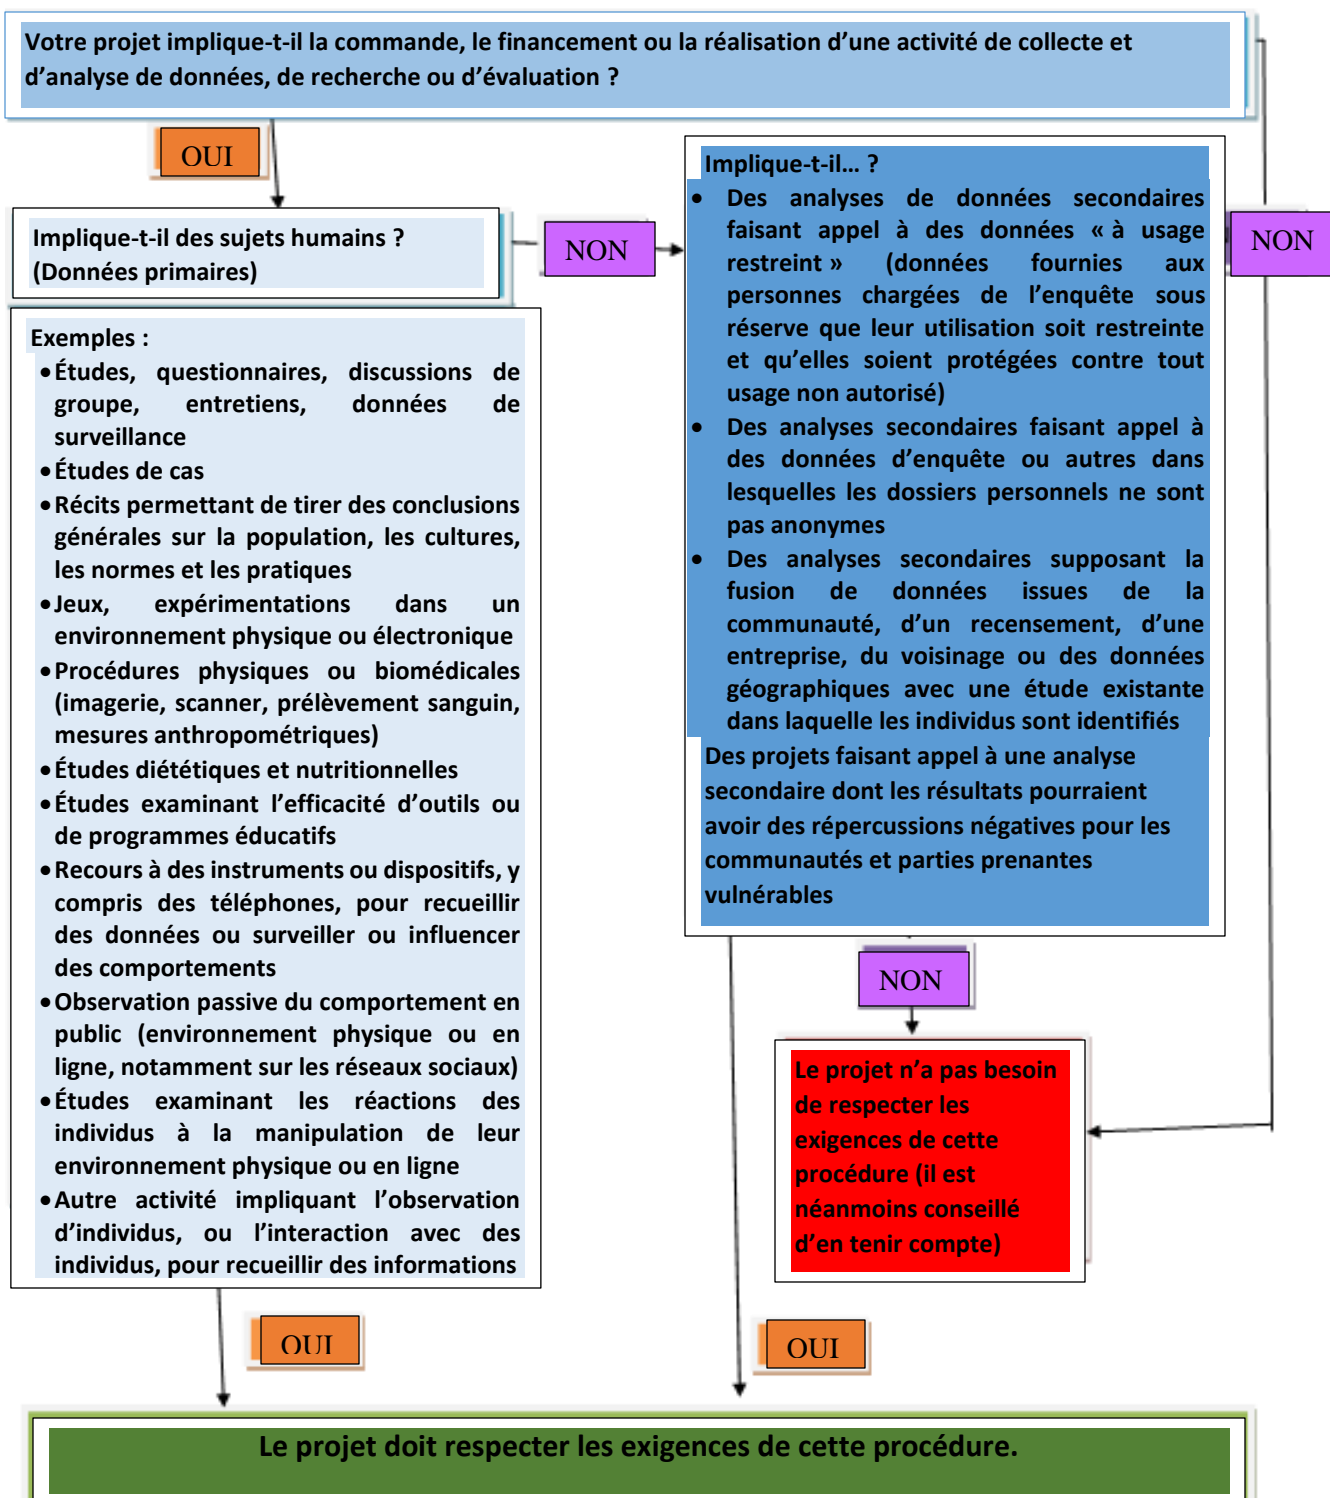 Votre projet implique-t-il la commande, le financement ou la réalisation d’une activité de collecte et
d’analyse de données, de recherche ou d’évaluation ?
OUI
Implique-t-il des sujets humains ?
(Données primaires)
NON
Exemples :
• Études, questionnaires, discussions de
groupe, entretiens, données de
surveillance
• Études de cas
• Récits permettant de tirer des conclusions
générales sur la population, les cultures,
les normes et les pratiques
• Jeux, expérimentations dans un
environnement physique ou électronique
• Procédures physiques ou biomédicales
(imagerie, scanner, prélèvement sanguin,
mesures anthropométriques)
• Études diététiques et nutritionnelles
• Études examinant l’efficacité d’outils ou
de programmes éducatifs
• Recours à des instruments ou dispositifs, y
compris des téléphones, pour recueillir
des données ou surveiller ou influencer
des comportements
• Observation passive du comportement en
public (environnement physique ou en
ligne, notamment sur les réseaux sociaux)
• Études examinant les réactions des
individus à la manipulation de leur
environnement physique ou en ligne
• Autre activité impliquant l’observation
d’individus, ou l’interaction avec des
individus, pour recueillir des informations
OUI
Implique-t-il… ?
• Des analyses de données secondaires
faisant appel à des données « à usage
restreint » (données fournies aux
personnes chargées de l’enquête sous
réserve que leur utilisation soit restreinte
et qu’elles soient protégées contre tout
usage non autorisé)
• Des analyses secondaires faisant appel à
des données d’enquête ou autres dans
lesquelles les dossiers personnels ne sont
pas anonymes
• Des analyses secondaires supposant la
fusion de données issues de la
communauté, d’un recensement, d’une
entreprise, du voisinage ou des données
géographiques avec une étude existante
dans laquelle les individus sont identifiés
Des projets faisant appel à une analyse
secondaire dont les résultats pourraient
avoir des répercussions négatives pour les
communautés et parties prenantes
vulnérables
NON
NON
Le projet n’a pas besoin
de respecter les
exigences de cette
procédure (il est
néanmoins conseillé
d’en tenir compte)
OUI
Le projet doit respecter les exigences de cette procédure.